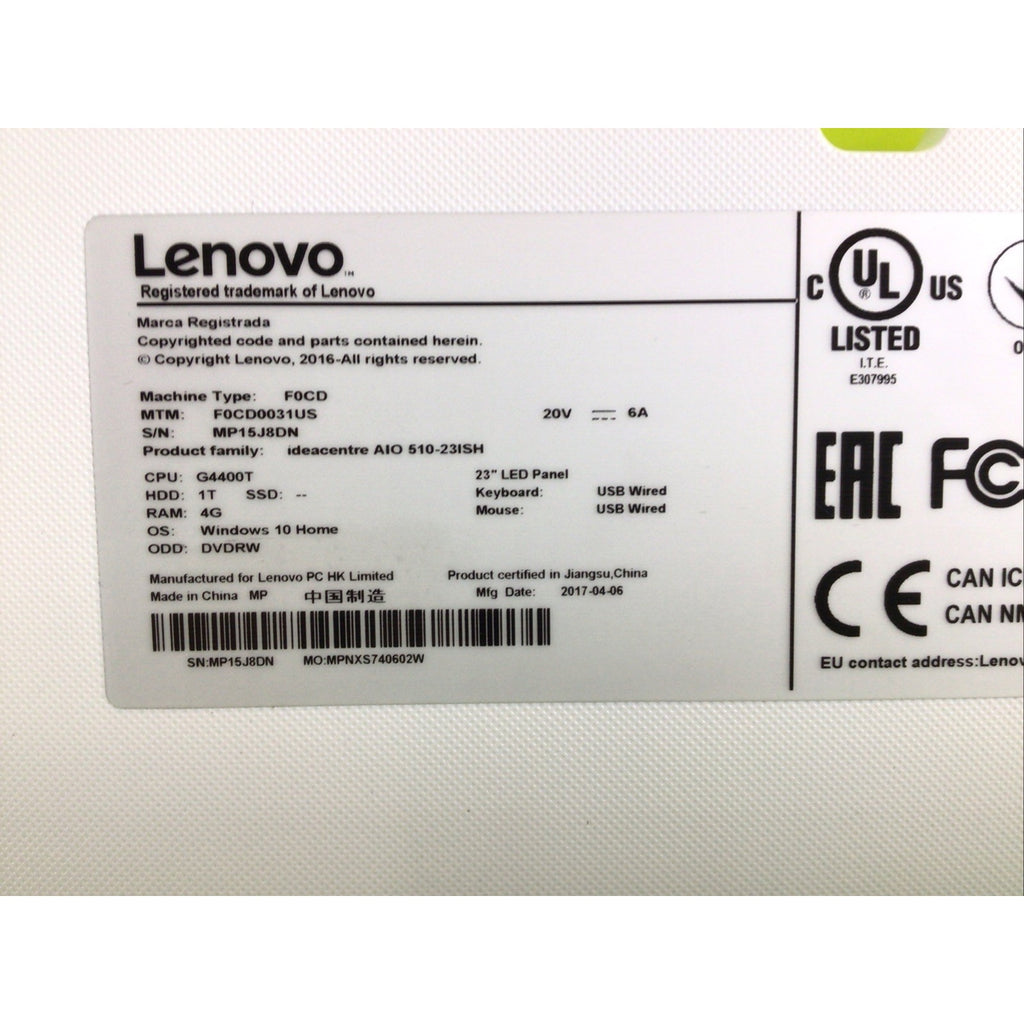 Lenovo™
Registered trademark of Lenovo
Marca Registrada
Copyrighted code and parts contained herein.
© Copyright Lenovo, 2016-All rights reserved.
Machine Type: F0CD
MTM: F0CD0031US 20V ⎓ 6A
S/N: MP15J8DN
Product family: ideacentre AIO 510-23ISH
CPU: G4400T 23" LED Panel
HDD: 1T SSD: -- Keyboard: USB Wired
RAM: 4G Mouse: USB Wired
OS: Windows 10 Home
ODD: DVDRW
Manufactured for Lenovo PC HK Limited Product certified in Jiangsu,China
Made in China MP 中国制造 Mfg Date: 2017-04-06
SN:MP15J8DN MO:MPNXS740602W
C UL® US
LISTED
I.T.E.
E307995
EAC FC
CE CAN IC
CAN NM
EU contact address:Lenov